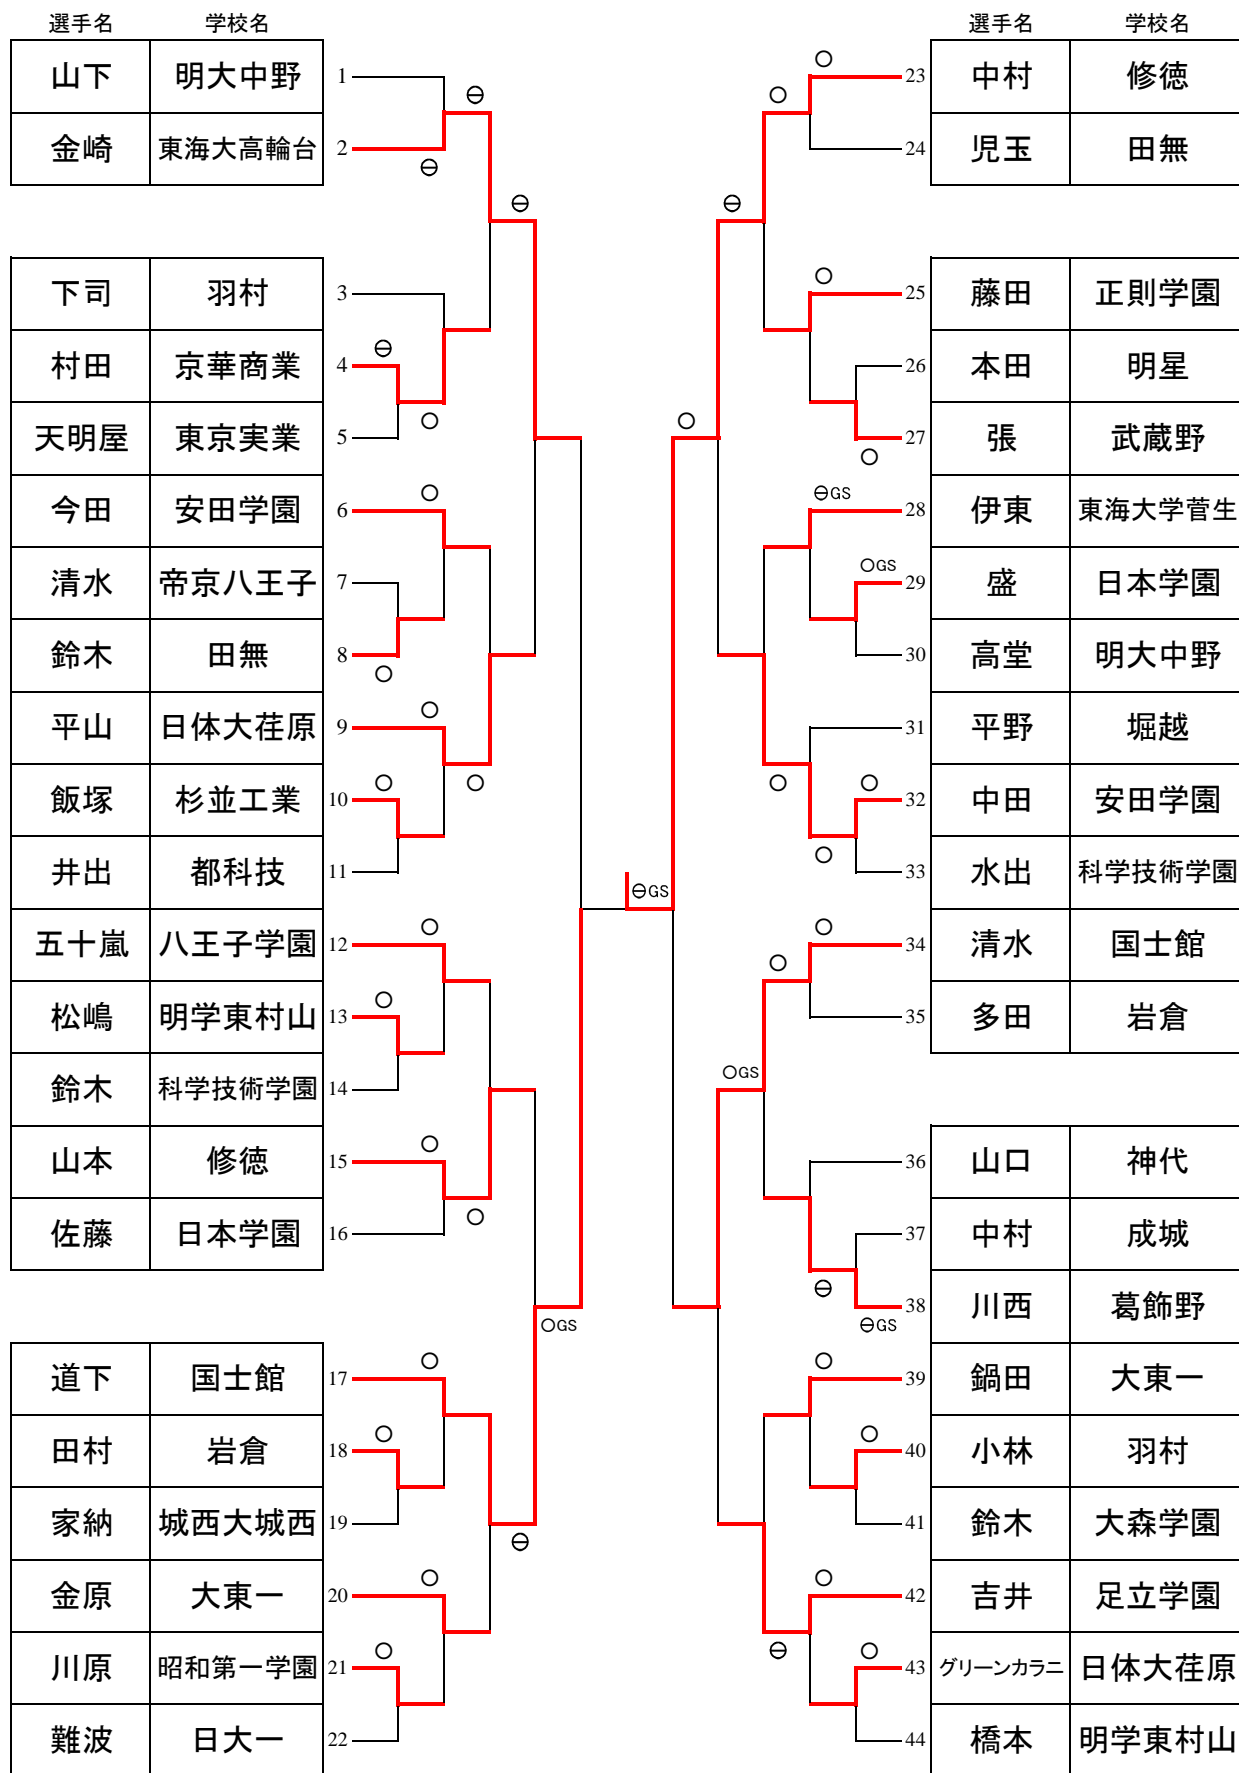 選手名 学校名
山下 明大中野 1
金崎 東海大高輪台 2
下司 羽村 3
村田 京華商業 4
天明屋 東京実業 5
今田 安田学園 6
清水 帝京八王子 7
鈴木 田無 8
平山 日体大荏原 9
飯塚 杉並工業 10
井出 都科技 11
五十嵐 八王子学園 12
松嶋 明学東村山 13
鈴木 科学技術学園 14
山本 修徳 15
佐藤 日本学園 16
道下 国士館 17
田村 岩倉 18
家納 城西大城西 19
金原 大東一 20
川原 昭和第一学園 21
難波 日大一 22
○GS
⊖GS
選手名 学校名
23 中村 修徳
24 児玉 田無
25 藤田 正則学園
26 本田 明星
27 張 武蔵野
⊖GS
28 伊東 東海大学菅生
○GS
29 盛 日本学園
30 高堂 明大中野
31 平野 堀越
32 中田 安田学園
33 水出 科学技術学園
34 清水 国士館
35 多田 岩倉
○GS
36 山口 神代
37 中村 成城
38 川西 葛飾野
⊖GS
39 鍋田 大東一
40 小林 羽村
41 鈴木 大森学園
42 吉井 足立学園
43 グリーンカラニ 日体大荏原
44 橋本 明学東村山